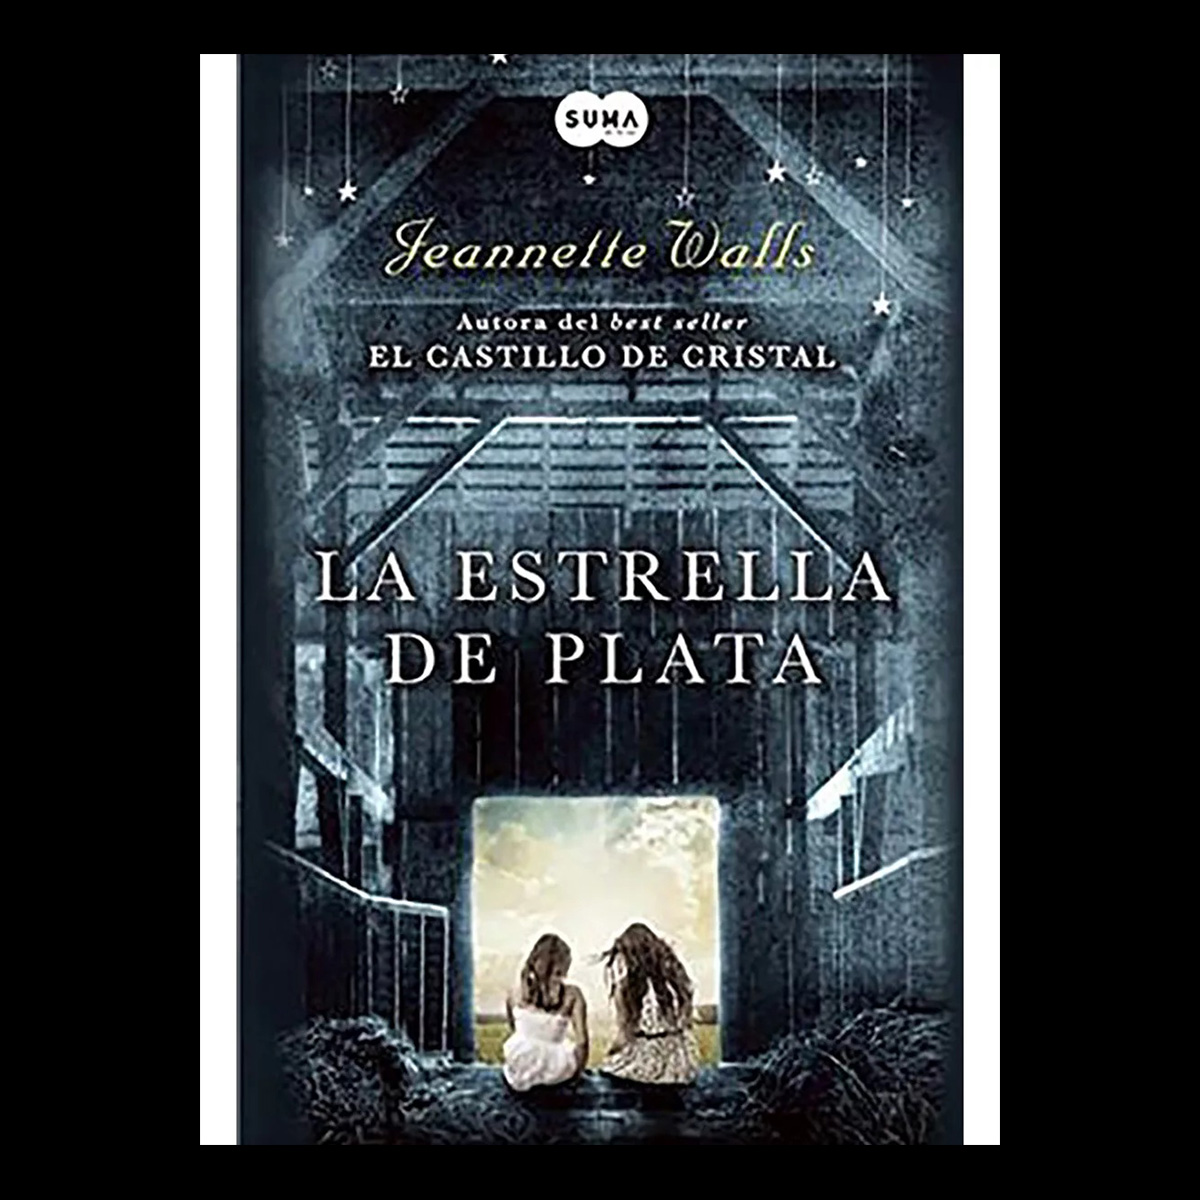 SUMA
Jeannette Walls
Autora del best seller
EL CASTILLO DE CRISTAL
LA ESTRELLA
DE PLATA